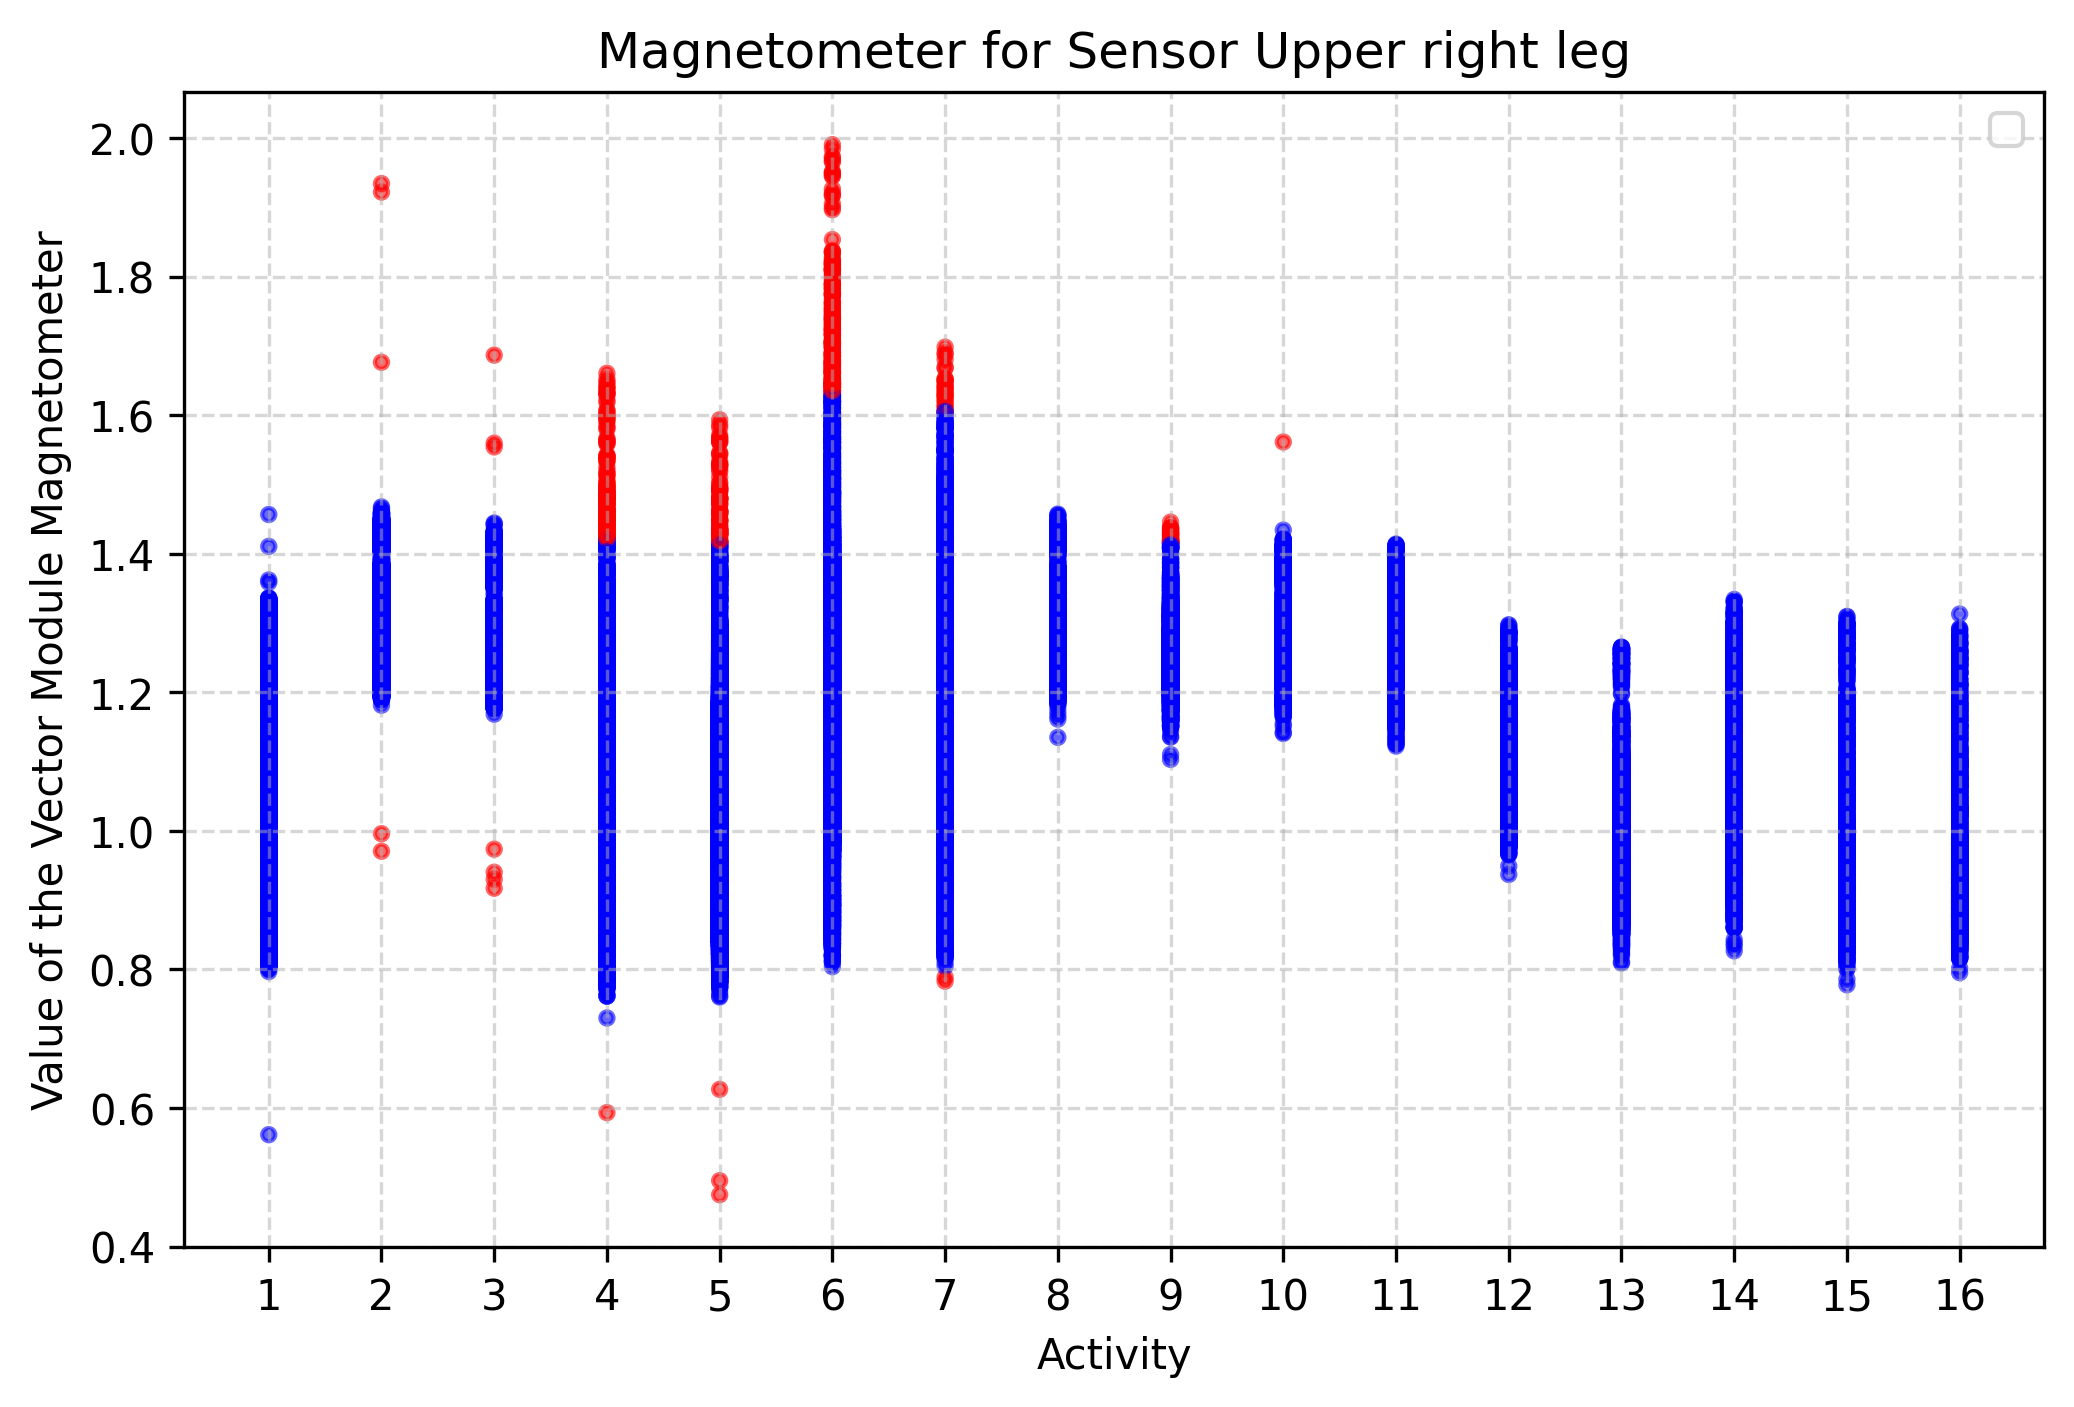 Magnetometer for Sensor Upper right leg
Value of the Vector Module Magnetometer
2.0
1.8
1.6
1.4
1.2
1.0
0.8
0.6
0.4
1 2 3 4 5 6 7 8 9 10 11 12 13 14 15 16
Activity